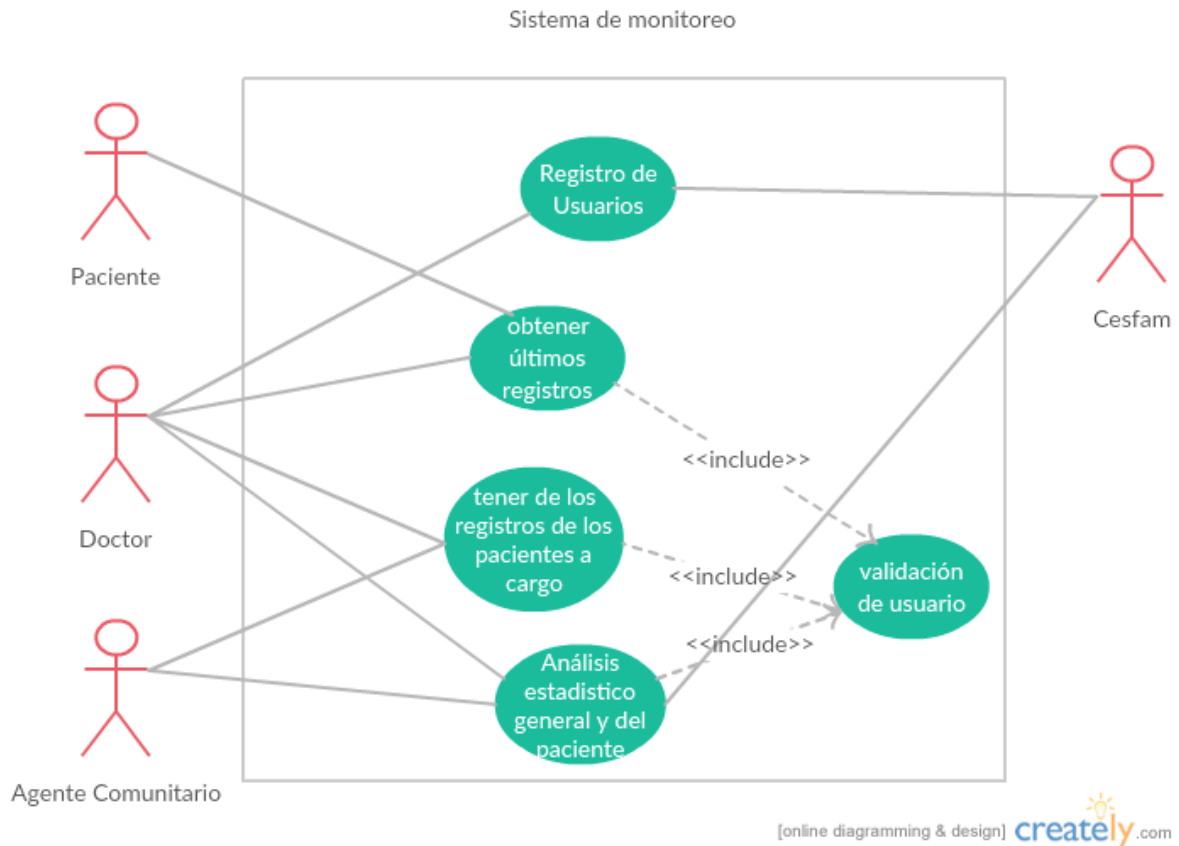 Sistema de monitoreo
Paciente
Registro de
Usuarios
Cesfam
obtener
últimos
registros
<<include>>
Doctor
tener de los
registros de los
pacientes a
cargo
<<include>>
validación
de usuario
<<include>>
Análisis
estadistico
general y del
paciente
Agente Comunitario
[online diagramming & design] creately.com